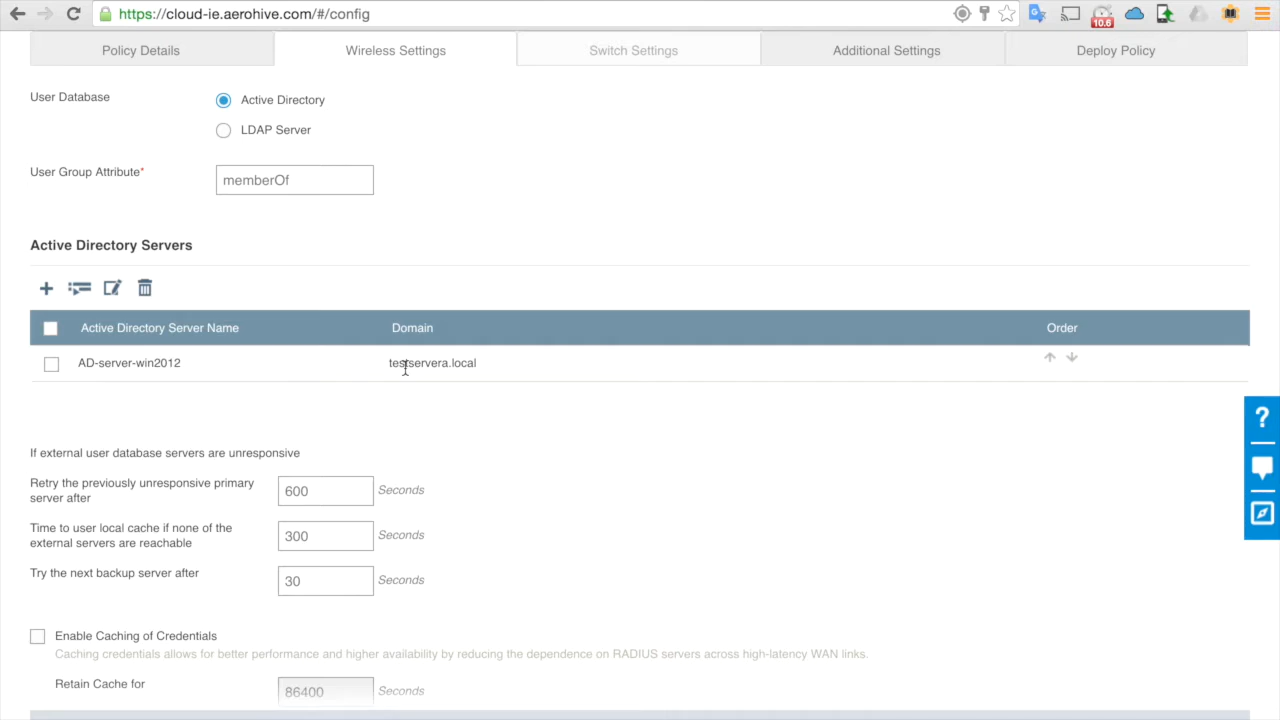 https://cloud-ie.aerohive.com/#/config
10.6
Policy Details
Wireless Settings
Switch Settings
Additional Settings
Deploy Policy
User Database
Active Directory
LDAP Server
User Group Attribute*
memberOf
Active Directory Servers
Active Directory Server Name Domain Order
AD-server-win2012 testservera.local
If external user database servers are unresponsive
Retry the previously unresponsive primary
server after
600 Seconds
Time to user local cache if none of the
external servers are reachable
300 Seconds
Try the next backup server after
30 Seconds
Enable Caching of Credentials
Caching credentials allows for better performance and higher availability by reducing the dependence on RADIUS servers across high-latency WAN links.
Retain Cache for
86400 Seconds
?